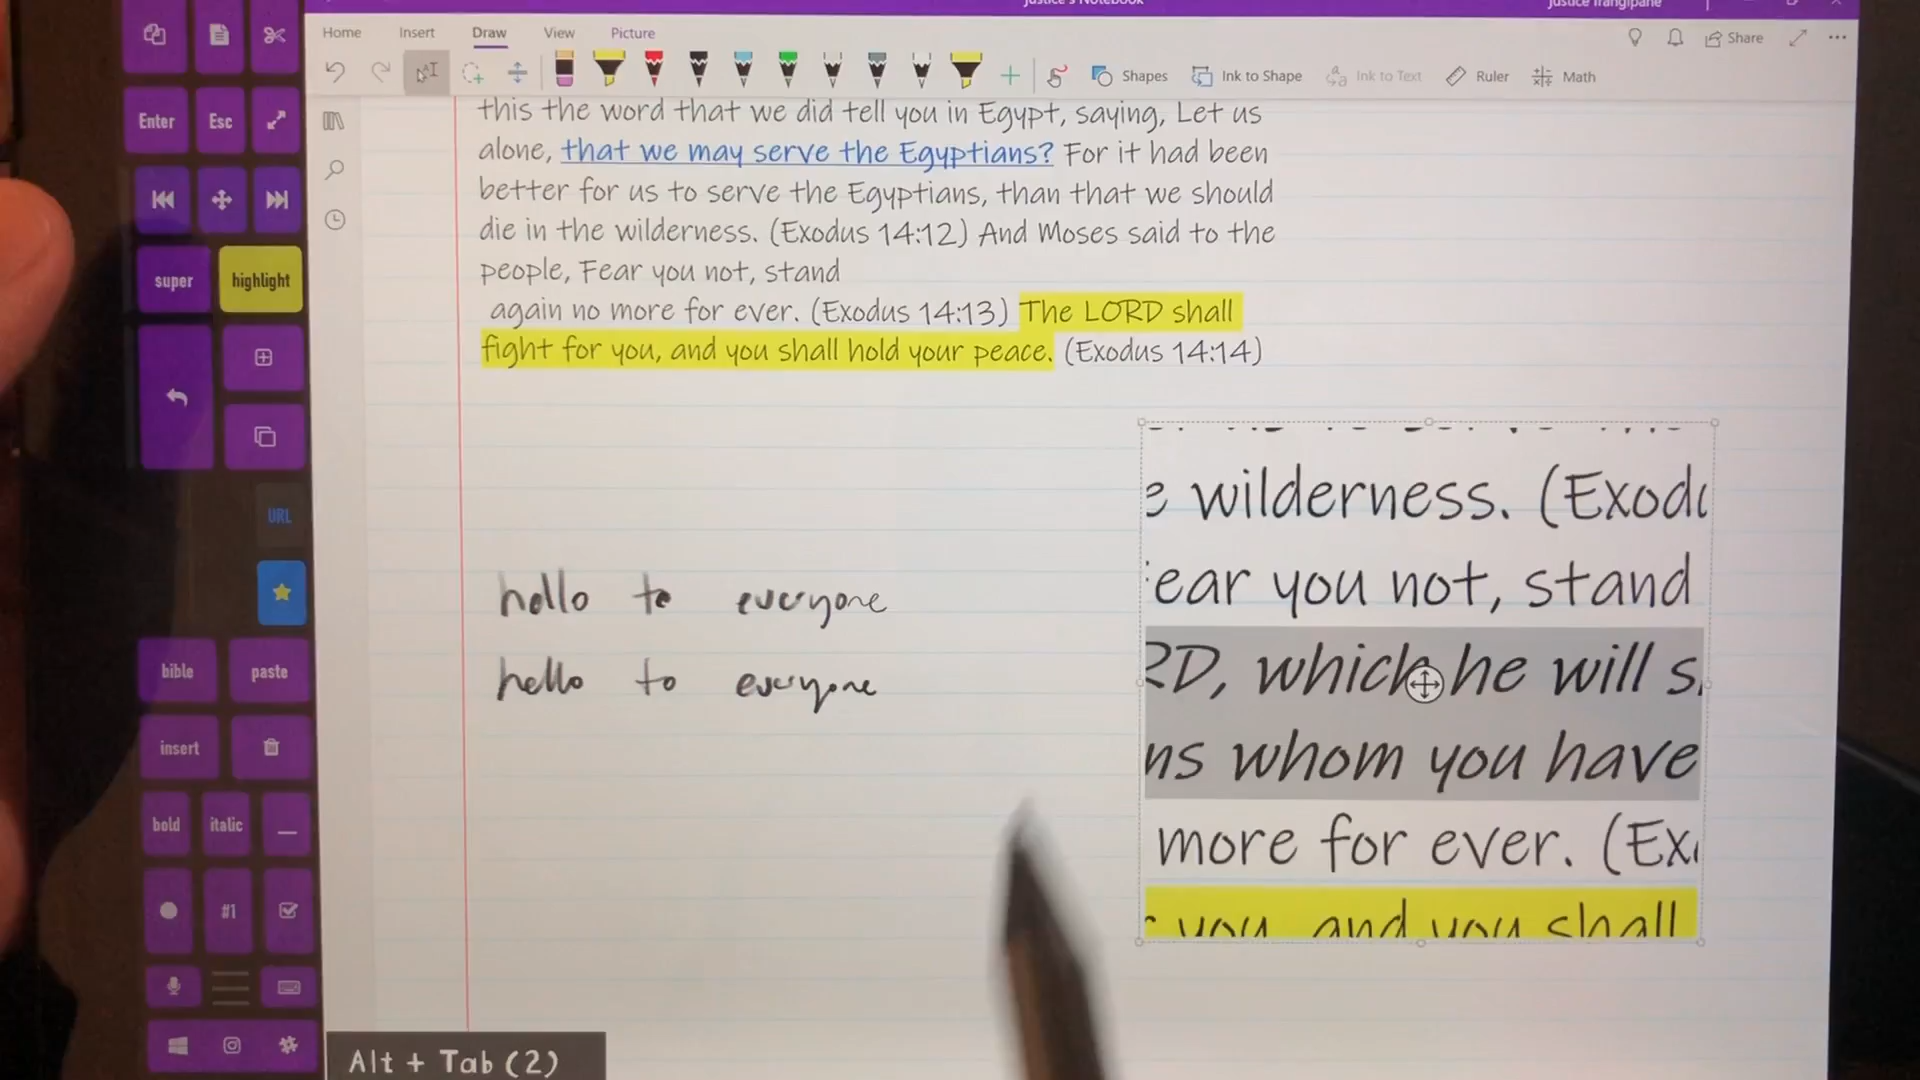 Justice's Notebook
Justice Frangipane
Home Insert Draw View Picture
Share
Shapes Ink to Shape Ink to Text Ruler Math
this the word that we did tell you in Egypt, saying, Let us
alone, that we may serve the Egyptians? For it had been
better for us to serve the Egyptians, than that we should
die in the wilderness. (Exodus 14:12) And Moses said to the
people, Fear you not, stand
again no more for ever. (Exodus 14:13) The LORD shall
fight for you, and you shall hold your peace. (Exodus 14:14)
hello to everyone
hello to everyone
wilderness. (Exod
ear you not, stand
RD, which he will s
ns whom you have
more for ever. (Ex
you, and you shall
Enter Esc
super highlight
URL
bible paste
insert
bold italic
#1
Alt + Tab (2)